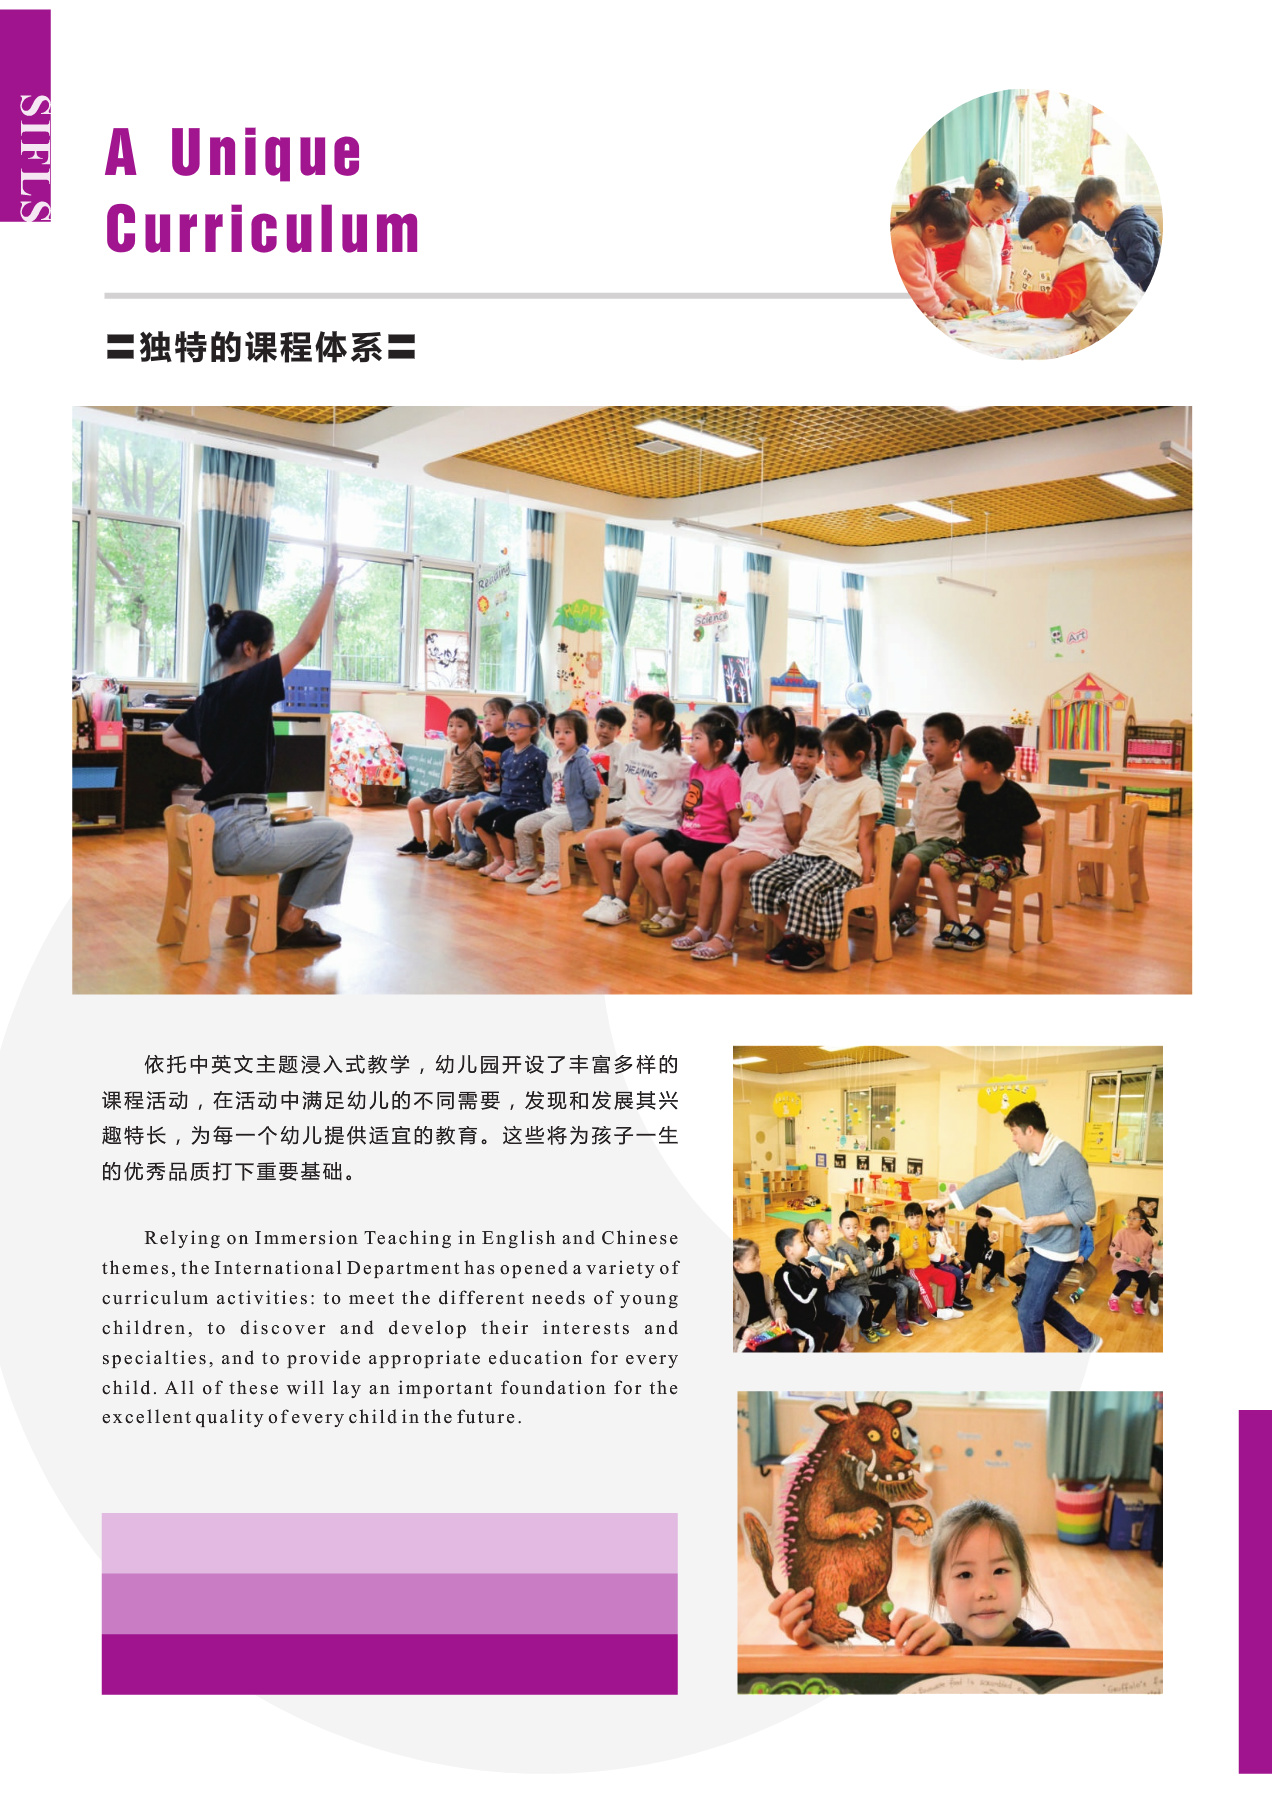 SIFLS
A Unique
Curriculum
〓独特的课程体系〓
Reading
HAPPY
Science
Art
DREAMING
依托中英文主题浸入式教学，幼儿园开设了丰富多样的
课程活动，在活动中满足幼儿的不同需要，发现和发展其兴
趣特长，为每一个幼儿提供适宜的教育。这些将为孩子一生
的优秀品质打下重要基础。
Relying on Immersion Teaching in English and Chinese
themes, the International Department has opened a variety of
curriculum activities: to meet the different needs of young
children, to discover and develop their interests and
specialties, and to provide appropriate education for every
child. All of these will lay an important foundation for the
excellent quality of every child in the future.